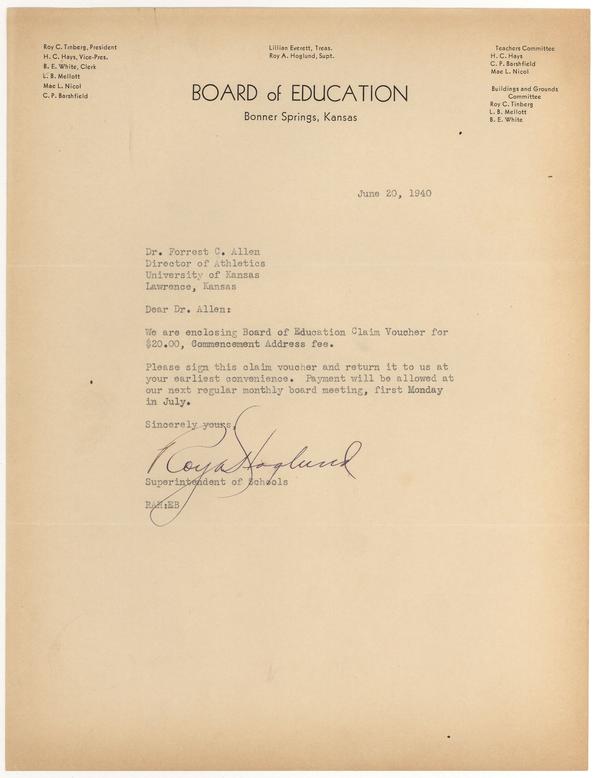 Roy C. Tinberg, President
H. C. Hays, Vice-Pres.
B. E. White, Clerk
L. B. Mellott
Mae L. Nicol
C. P. Barshfield
Lillian Everett, Treas.
Roy A. Hoglund, Supt.
Teachers Committee
H. C. Hays
C. P. Barshfield
Mae L. Nicol
Buildings and Grounds
Committee
Roy C. Tinberg
L. B. Mellott
B. E. White
BOARD of EDUCATION
Bonner Springs, Kansas
June 20, 1940
Dr. Forrest C. Allen
Director of Athletics
University of Kansas
Lawrence, Kansas
Dear Dr. Allen:
We are enclosing Board of Education Claim Voucher for
$20.00, Commencement Address fee.
Please sign this claim voucher and return it to us at
your earliest convenience. Payment will be allowed at
our next regular monthly board meeting, first Monday
in July.
Sincerely yours,
Roy A Hoglund
Superintendent of Schools
RAH:EB